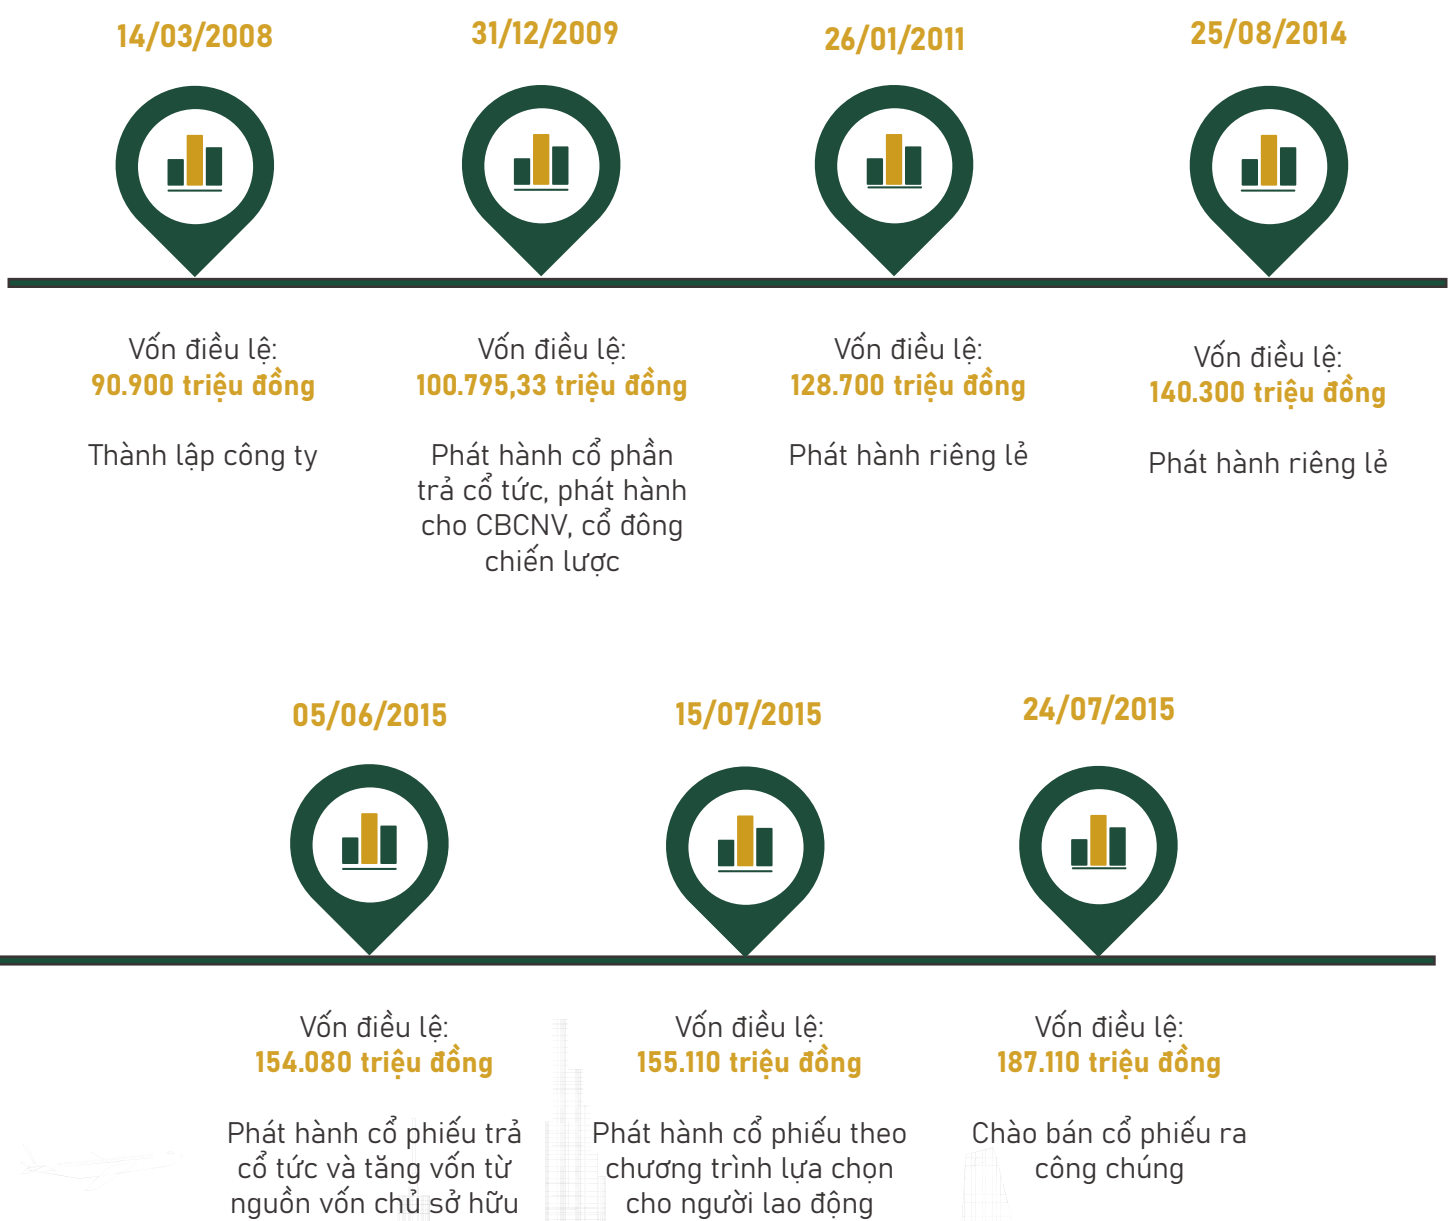 14/03/2008
31/12/2009
26/01/2011
25/08/2014
Vốn điều lệ:
90.900 triệu đồng
Thành lập công ty
Vốn điều lệ:
100.795,33 triệu đồng
Phát hành cổ phần
trả cổ tức, phát hành
cho CBCNV, cổ đông
chiến lược
Vốn điều lệ:
128.700 triệu đồng
Phát hành riêng lẻ
Vốn điều lệ:
140.300 triệu đồng
Phát hành riêng lẻ
05/06/2015
15/07/2015
24/07/2015
Vốn điều lệ:
154.080 triệu đồng
Phát hành cổ phiếu trả
cổ tức và tăng vốn từ
nguồn vốn chủ sở hữu
Vốn điều lệ:
155.110 triệu đồng
Phát hành cổ phiếu theo
chương trình lựa chọn
cho người lao động
Vốn điều lệ:
187.110 triệu đồng
Chào bán cổ phiếu ra
công chúng